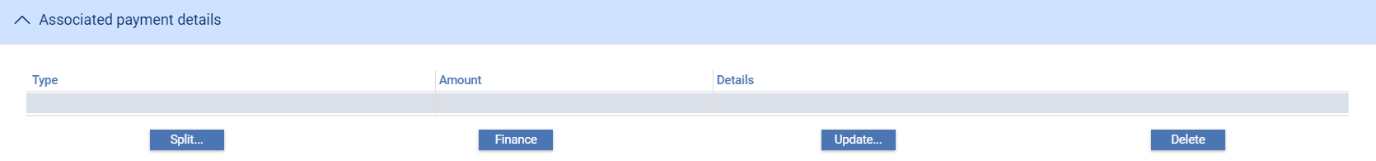 Associated payment details
Type Amount Details
Split... Finance Update... Delete